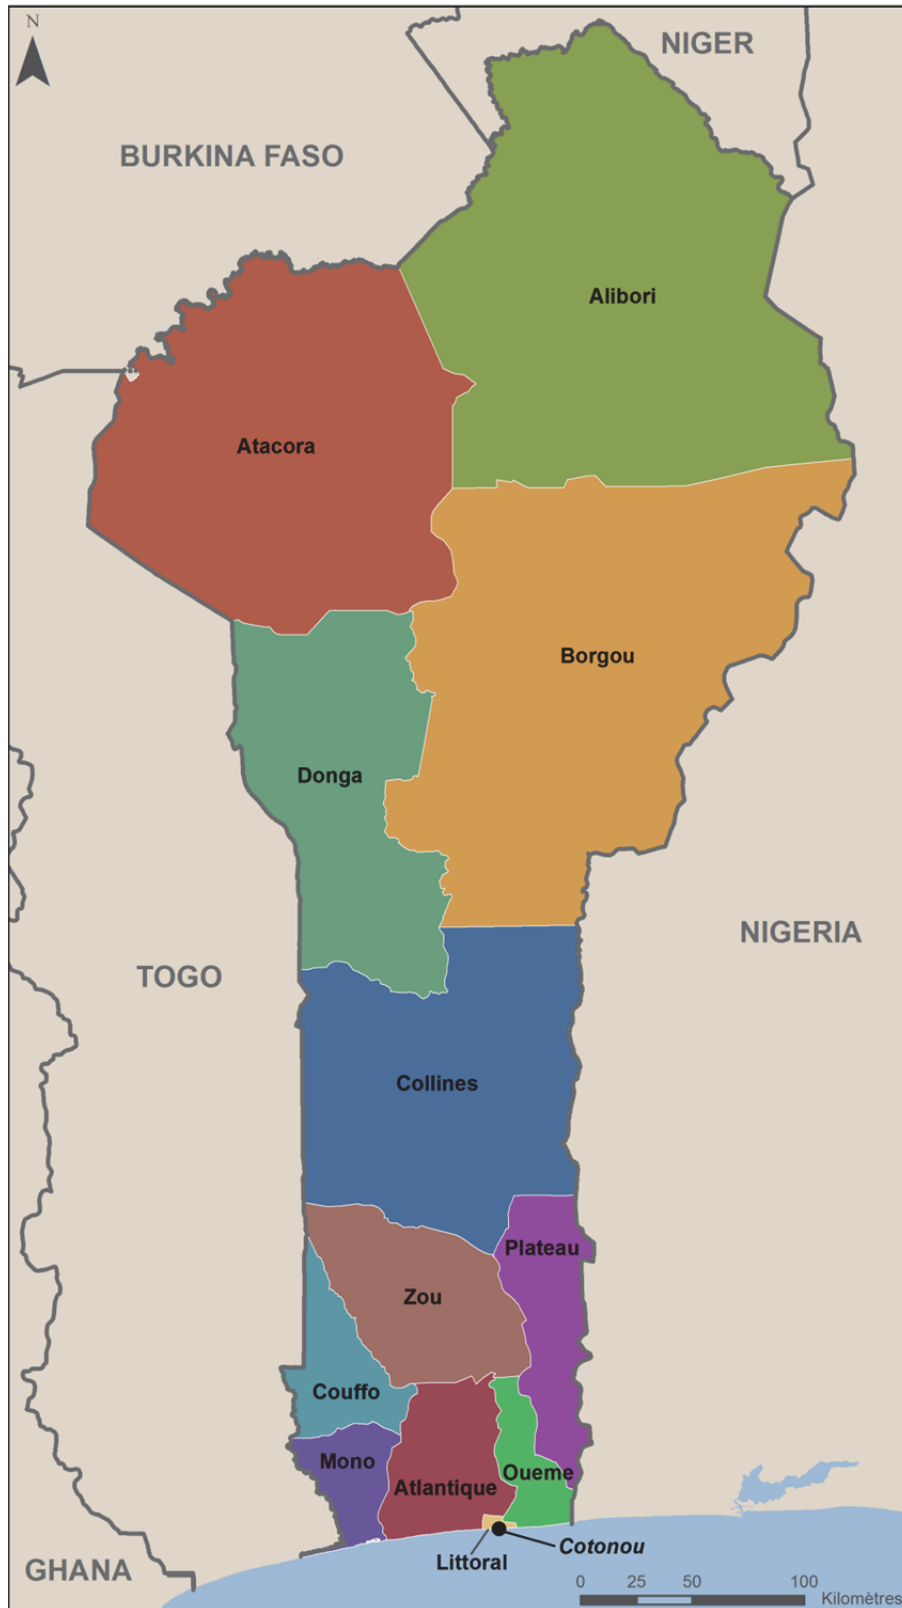 N
NIGER
BURKINA FASO
Alibori
Atacora
Borgou
Donga
NIGERIA
TOGO
Collines
Plateau
Zou
Couffo
Mono
Oueme
Atlantique
Cotonou
Littoral
GHANA
0 25 50 100
Kilomètres